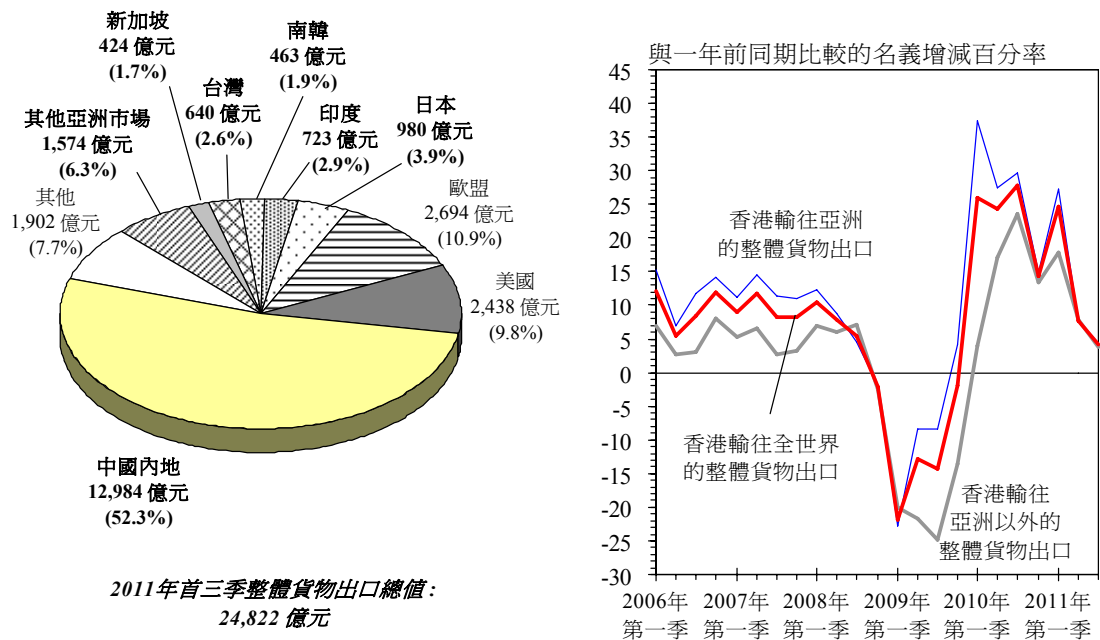 新加坡
424 億元
(1.7%)
南韓
463 億元
(1.9%)
台灣
640 億元
(2.6%)
印度
723 億元
(2.9%)
日本
980 億元
(3.9%)
其他亞洲市場
1,574 億元
(6.3%)
其他
1,902 億元
(7.7%)
歐盟
2,694 億元
(10.9%)
美國
2,438 億元
(9.8%)
中國內地
12,984 億元
(52.3%)
2011年首三季整體貨物出口總值 :
24,822 億元
與一年前同期比較的名義增減百分率
45
40
35
30
25
20
15
10
5
0
-5
-10
-15
-20
-25
-30
香港輸往亞洲
的整體貨物出口
香港輸往全世界
的整體貨物出口
香港輸往
亞洲以外的
整體貨物出口
2006年
第一季
2007年
第一季
2008年
第一季
2009年
第一季
2010年
第一季
2011年
第一季